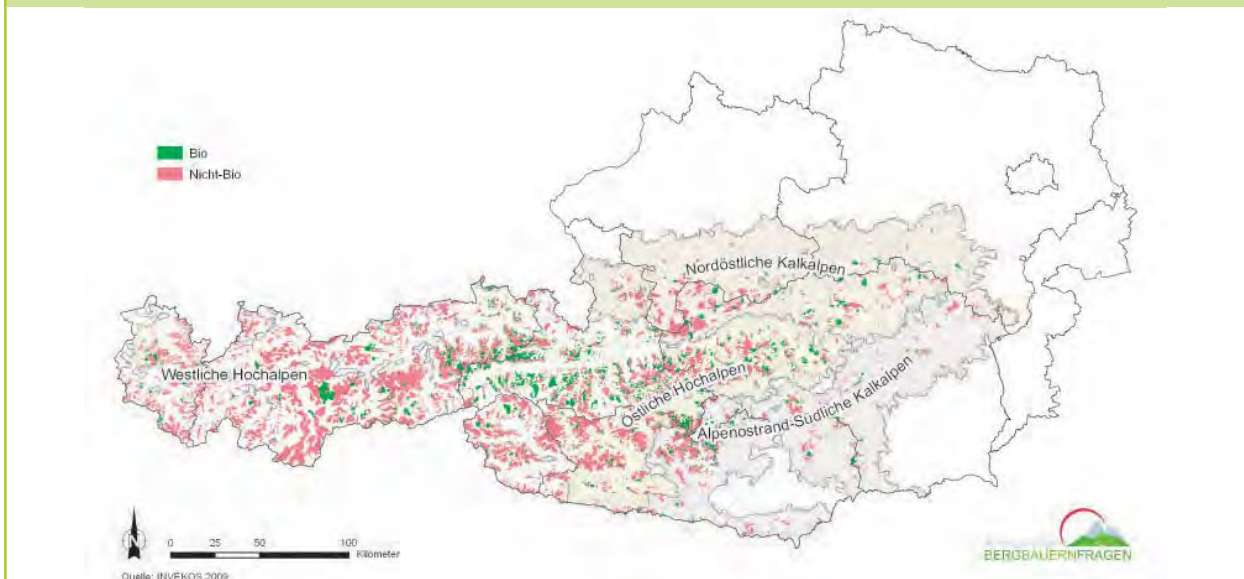 Bio
Nicht-Bio
Nordöstliche Kalkalpen
Westliche Hochalpen
Östliche Hochalpen
Alpenostrand-Südliche Kalkalpen
N
0 25 50 100
Kilometer
BERGBAUERNFRAGEN
Quelle: INVEKOS 2009